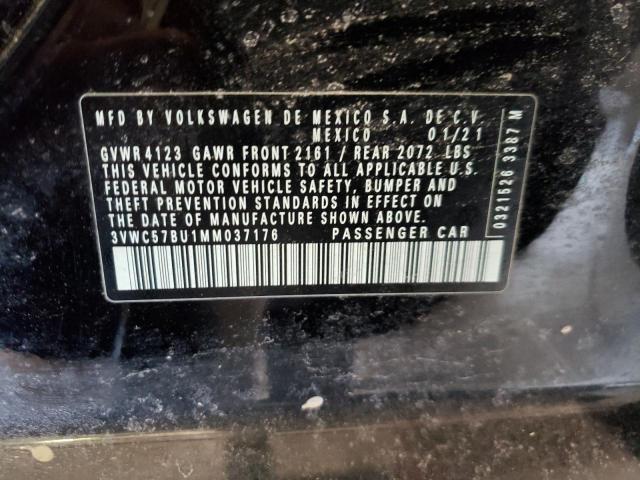 MFD BY VOLKSWAGEN DE MEXICO S.A. DE C.V.
MEXICO 01/21
GVWR 4123 GAWR FRONT 2161 / REAR 2072 LBS
THIS VEHICLE CONFORMS TO ALL APPLICABLE U.S.
FEDERAL MOTOR VEHICLE SAFETY, BUMPER AND
THEFT PREVENTION STANDARDS IN EFFECT ON THE
DATE OF MANUFACTURE SHOWN ABOVE.
3VWC57BU1MM037176 PASSENGER CAR
0321526 3387 M